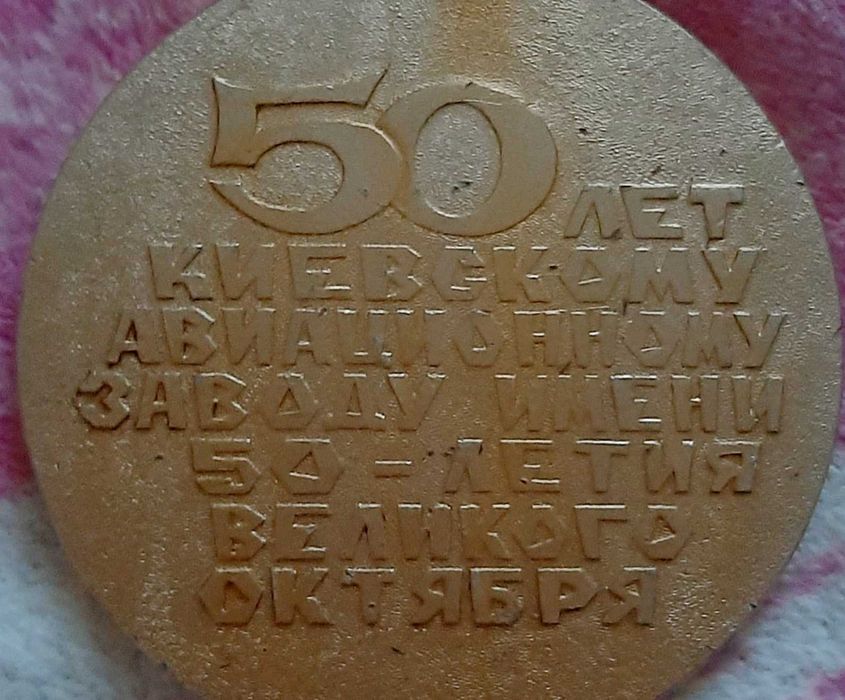 50 ЛЕТ
КИЕВСКОМУ
АВИАЦИОННОМУ
ЗАВОДУ ИМЕНИ
50-ЛЕТИЯ
ВЕЛИКОГО
ОКТЯБРЯ